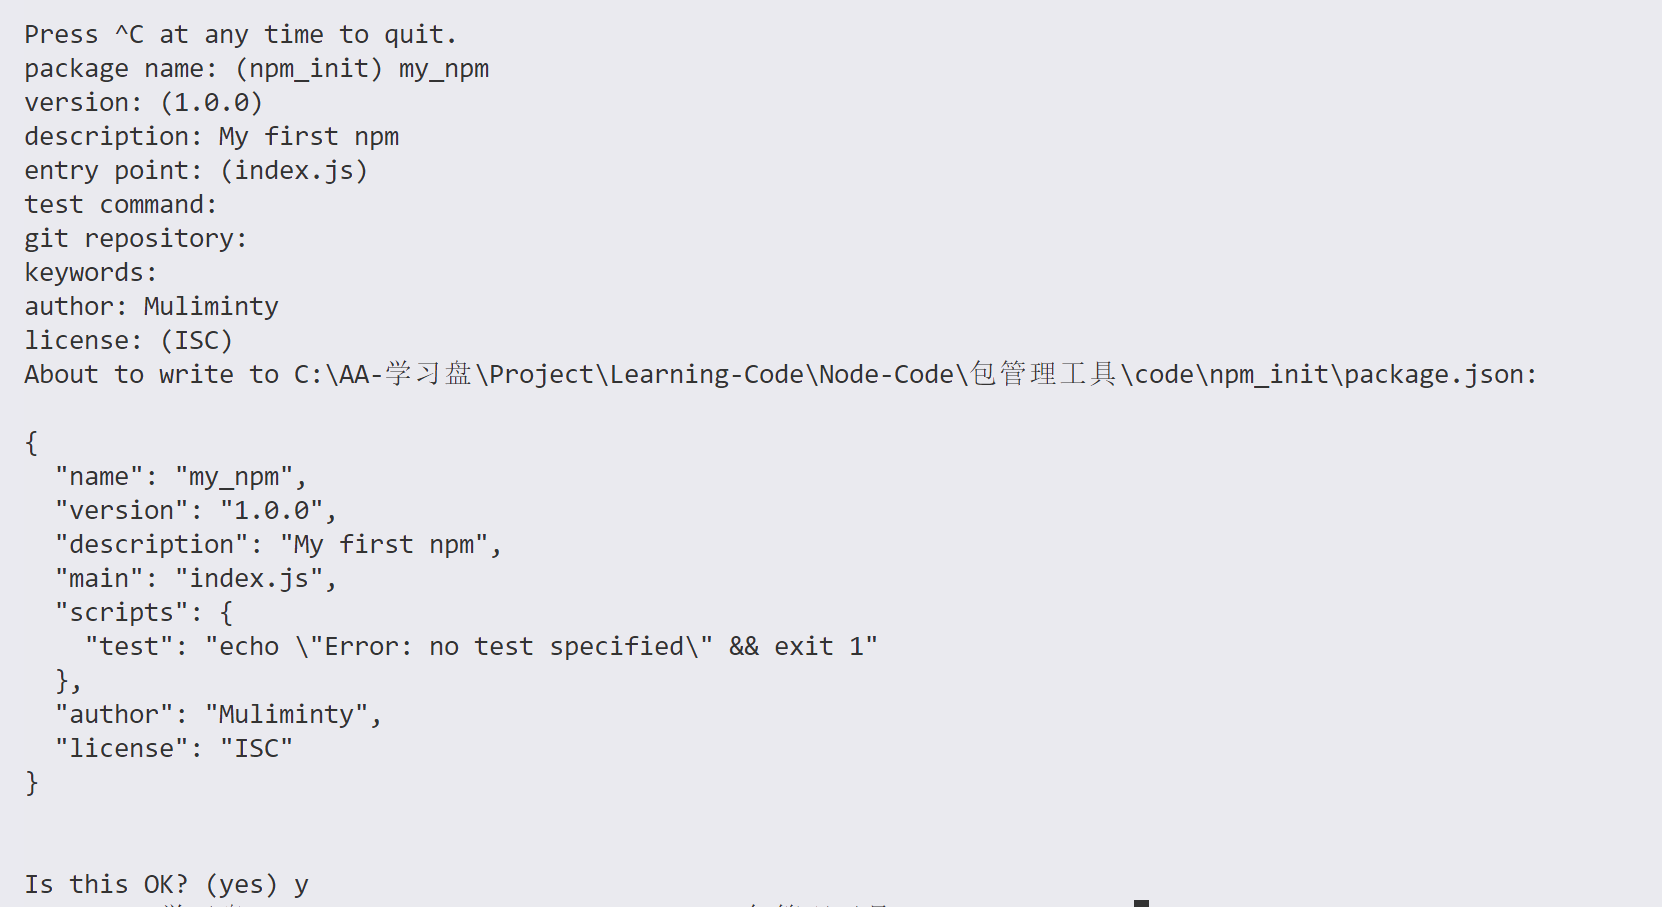 Press ^C at any time to quit.
package name: (npm_init) my_npm
version: (1.0.0)
description: My first npm
entry point: (index.js)
test command:
git repository:
keywords:
author: Muliminty
license: (ISC)
About to write to C:\AA-学习盘\Project\Learning-Code\Node-Code\包管理工具\code\npm_init\package.json:
{
  "name": "my_npm",
  "version": "1.0.0",
  "description": "My first npm",
  "main": "index.js",
  "scripts": {
    "test": "echo \"Error: no test specified\" && exit 1"
  },
  "author": "Muliminty",
  "license": "ISC"
}
Is this OK? (yes) y